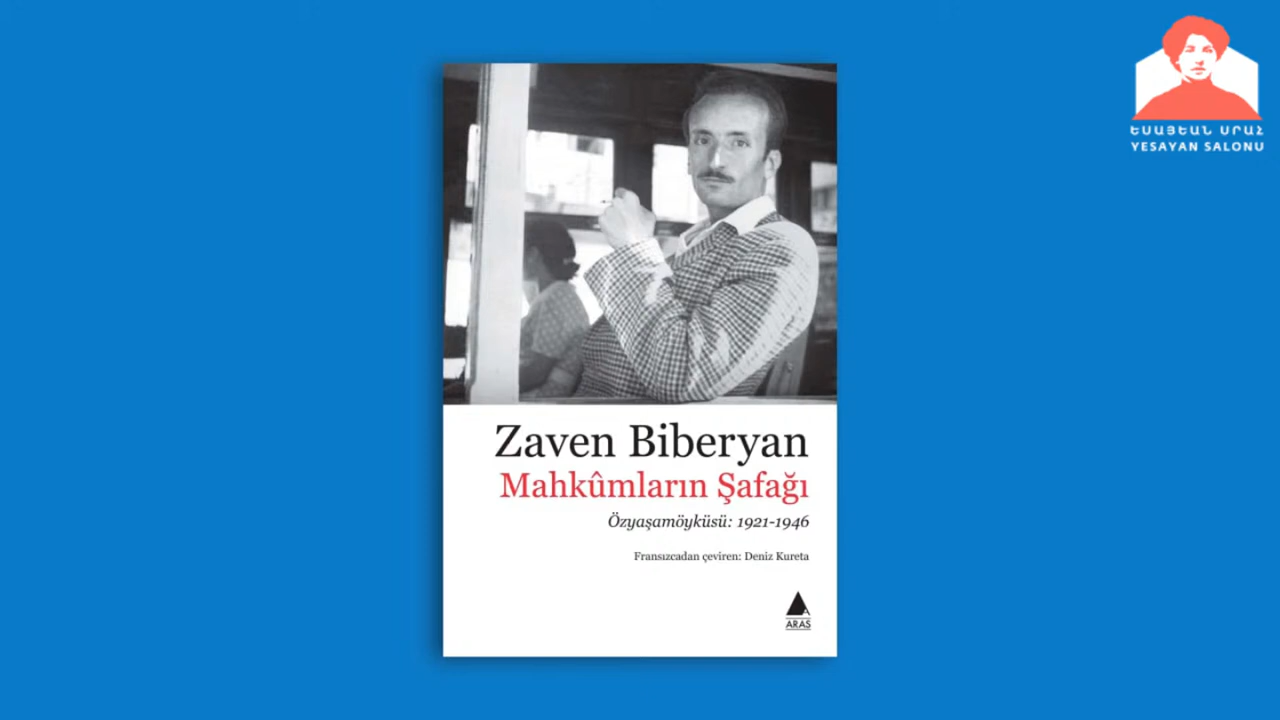 ԵՍԱՅԵԱՆ ՍՐԱՀ
YESAYAN SALONU
Zaven Biberyan
Mahkûmların Şafağı
Özyaşamöyküsü: 1921-1946
Fransızcadan çeviren: Deniz Kureta
ARAS